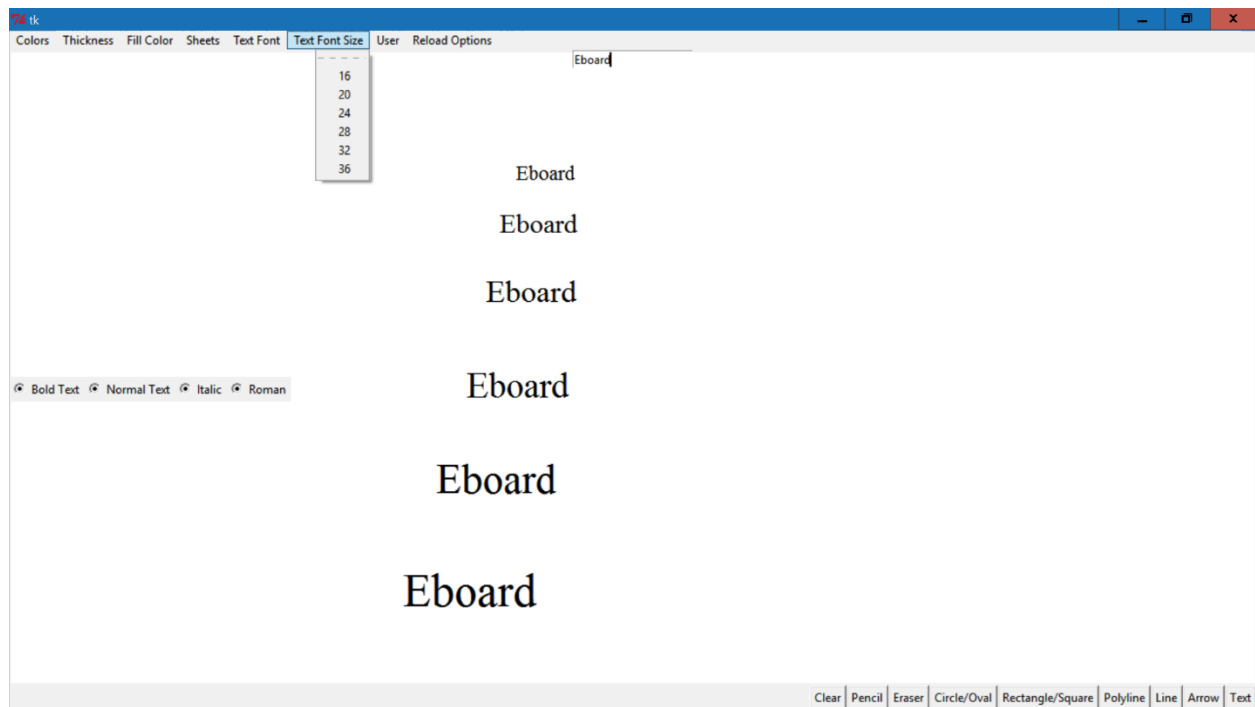 tk
Colors Thickness Fill Color Sheets Text Font Text Font Size User Reload Options
Eboard
16
20
24
28
32
36
Eboard
Eboard
Eboard
Bold Text Normal Text Italic Roman
Eboard
Eboard
Eboard
Clear Pencil Eraser Circle/Oval Rectangle/Square Polyline Line Arrow Text